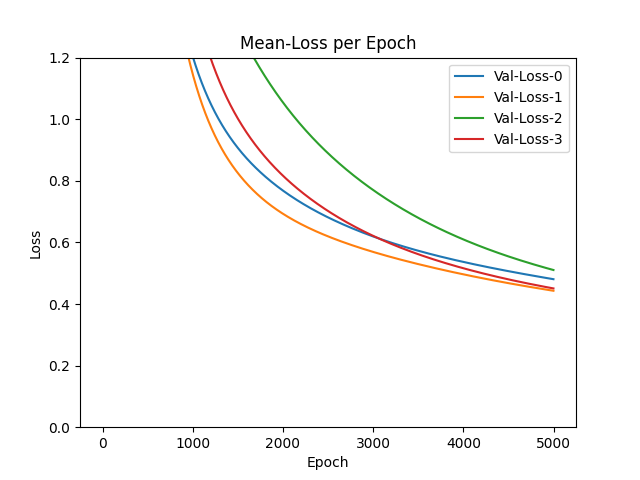 Mean-Loss per Epoch
Loss
1.2
1.0
0.8
0.6
0.4
0.2
0.0
Val-Loss-0
Val-Loss-1
Val-Loss-2
Val-Loss-3
0 1000 2000 3000 4000 5000
Epoch